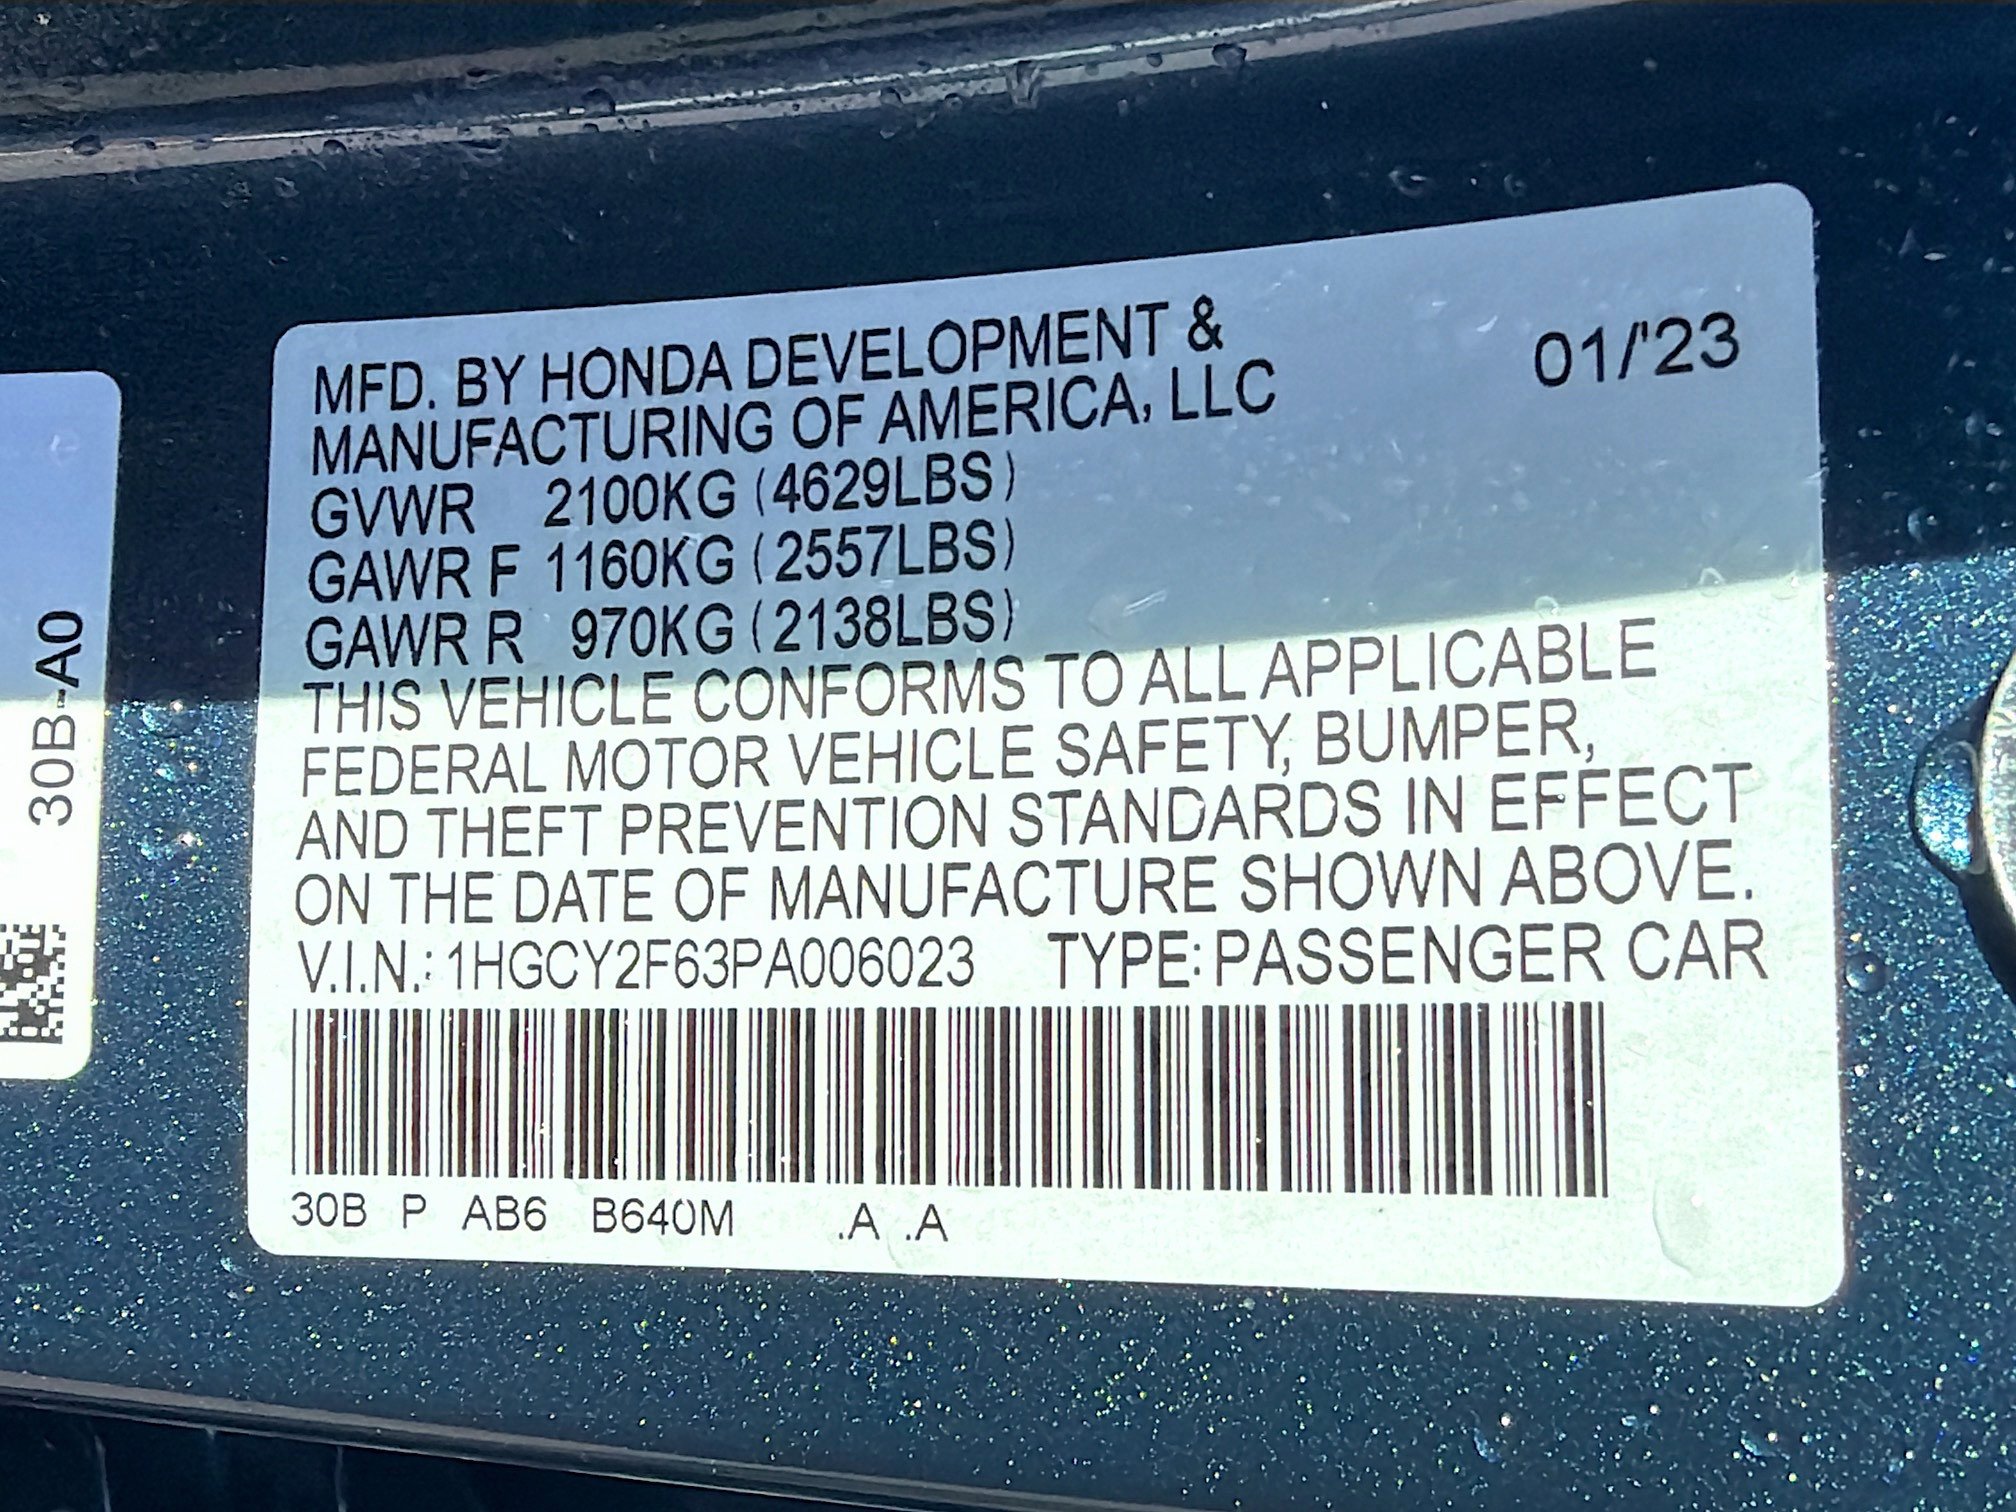 MFD. BY HONDA DEVELOPMENT &
MANUFACTURING OF AMERICA, LLC
01/'23
GVWR 2100KG (4629LBS)
GAWR F 1160KG (2557LBS)
GAWR R 970KG (2138LBS)
THIS VEHICLE CONFORMS TO ALL APPLICABLE
FEDERAL MOTOR VEHICLE SAFETY, BUMPER,
AND THEFT PREVENTION STANDARDS IN EFFECT
ON THE DATE OF MANUFACTURE SHOWN ABOVE.
V.I.N.: 1HGCY2F63PA006023 TYPE: PASSENGER CAR
30B P AB6 B640M .A .A
30B-A0